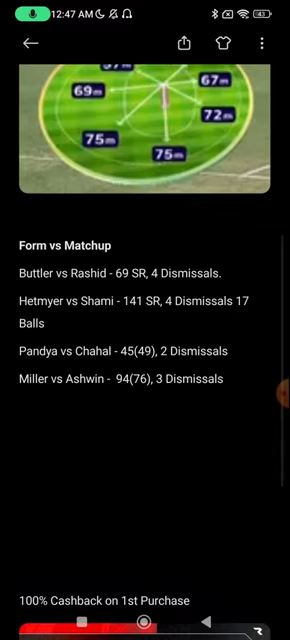 12:47 AM
43
67m
69m
72m
75m
75m
Form vs Matchup
Buttler vs Rashid - 69 SR, 4 Dismissals.
Hetmyer vs Shami - 141 SR, 4 Dismissals 17
Balls
Pandya vs Chahal - 45(49), 2 Dismissals
Miller vs Ashwin - 94(76), 3 Dismissals
100% Cashback on 1st Purchase